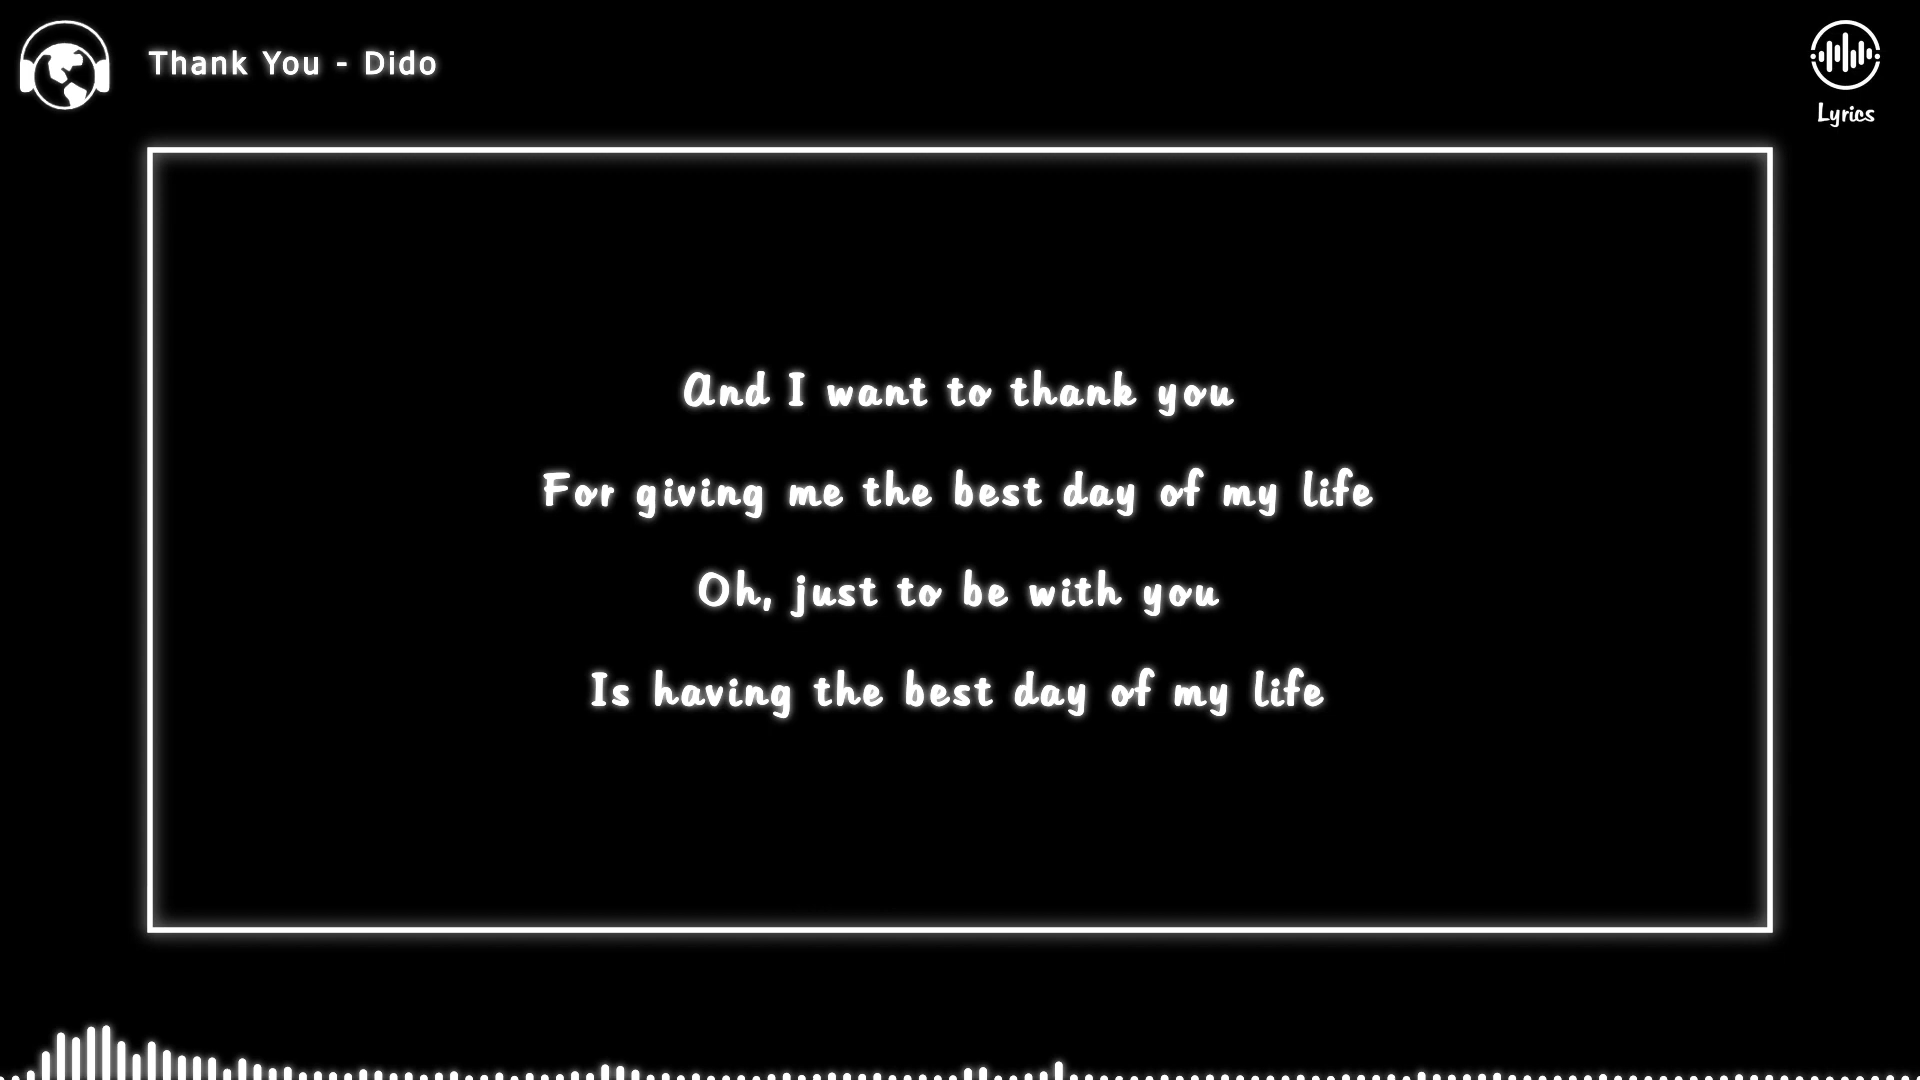 Thank You - Dido
Lyrics
And I want to thank you
For giving me the best day of my life
Oh, just to be with you
Is having the best day of my life